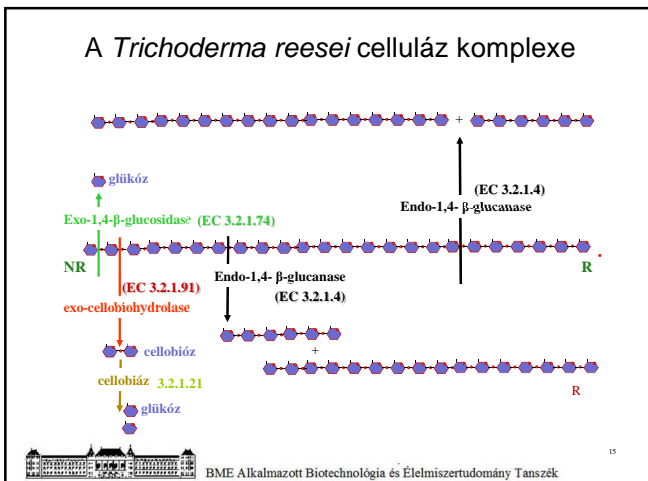 A Trichoderma reesei celluláz komplexe
+
glükóz
(EC 3.2.1.4)
Endo-1,4- β-glucanase
Exo-1,4-β-glucosidase (EC 3.2.1.74)
NR
R
Endo-1,4- β-glucanase
(EC 3.2.1.4)
(EC 3.2.1.91)
exo-cellobiohydrolase
cellobióz
+
cellobiáz 3.2.1.21
R
glükóz
15
BME Alkalmazott Biotechnológia és Élelmiszertudomány Tanszék